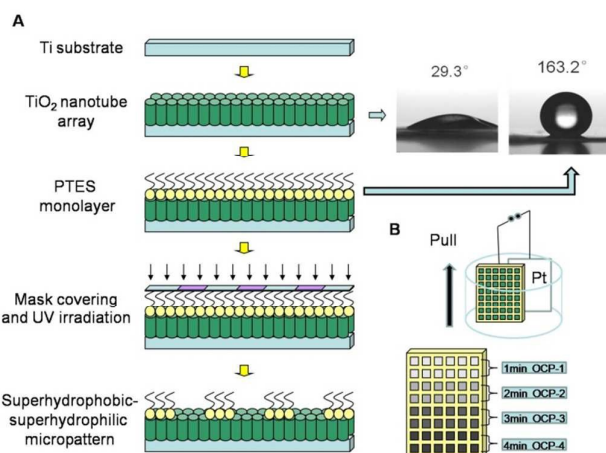 A
Ti substrate
TiO2 nanotube
array
29.3°
163.2°
PTES
monolayer
Mask covering
and UV irradiation
Superhydrophobic-
superhydrophilic
micropattern
B
Pull
Pt
1min OCP-1
2min OCP-2
3min OCP-3
4min OCP-4